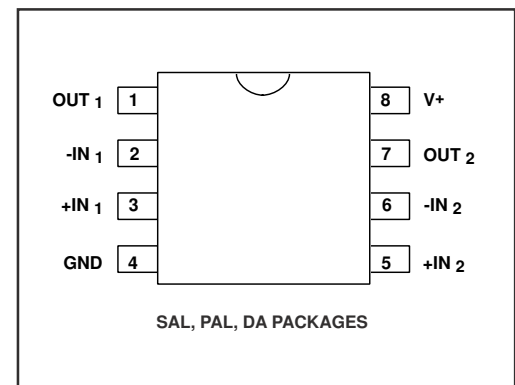 OUT 1 1 8 V+
-IN 1 2 7 OUT 2
+IN 1 3 6 -IN 2
GND 4 5 +IN 2
SAL, PAL, DA PACKAGES